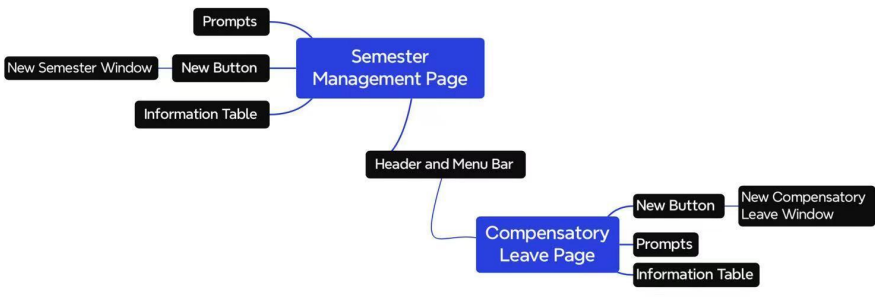 Prompts
Semester
Management Page
New Semester Window
New Button
Information Table
Header and Menu Bar
New Button
New Compensatory
Leave Window
Compensatory
Leave Page
Prompts
Information Table